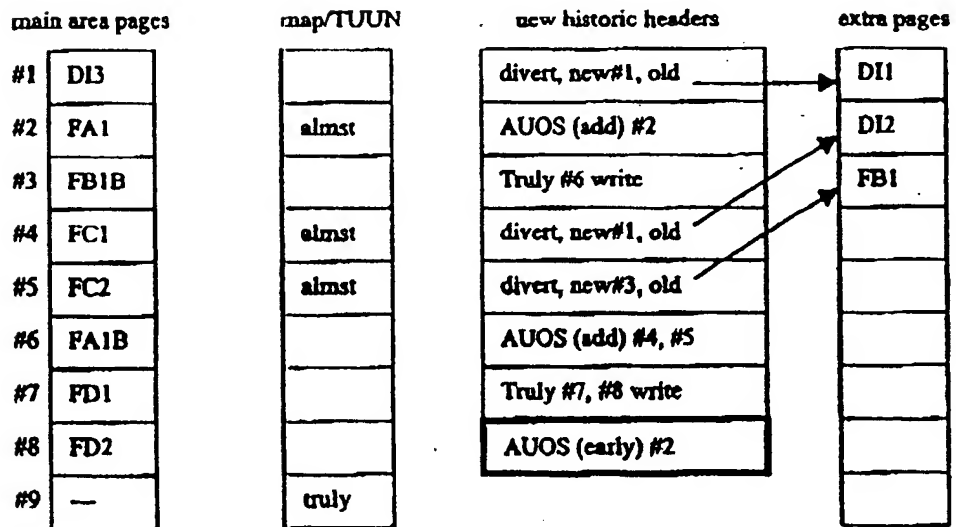 main area pages map/TUUN new historic headers extra pages
#1 DI3 divert, new#1, old DI1
#2 FA1 almst AUOS (add) #2 DI2
#3 FB1B Truly #6 write FB1
#4 FC1 almst divert, new#1, old
#5 FC2 almst divert, new#3, old
#6 FA1B AUOS (add) #4, #5
#7 FD1 Truly #7, #8 write
#8 FD2 AUOS (early) #2
#9 — truly